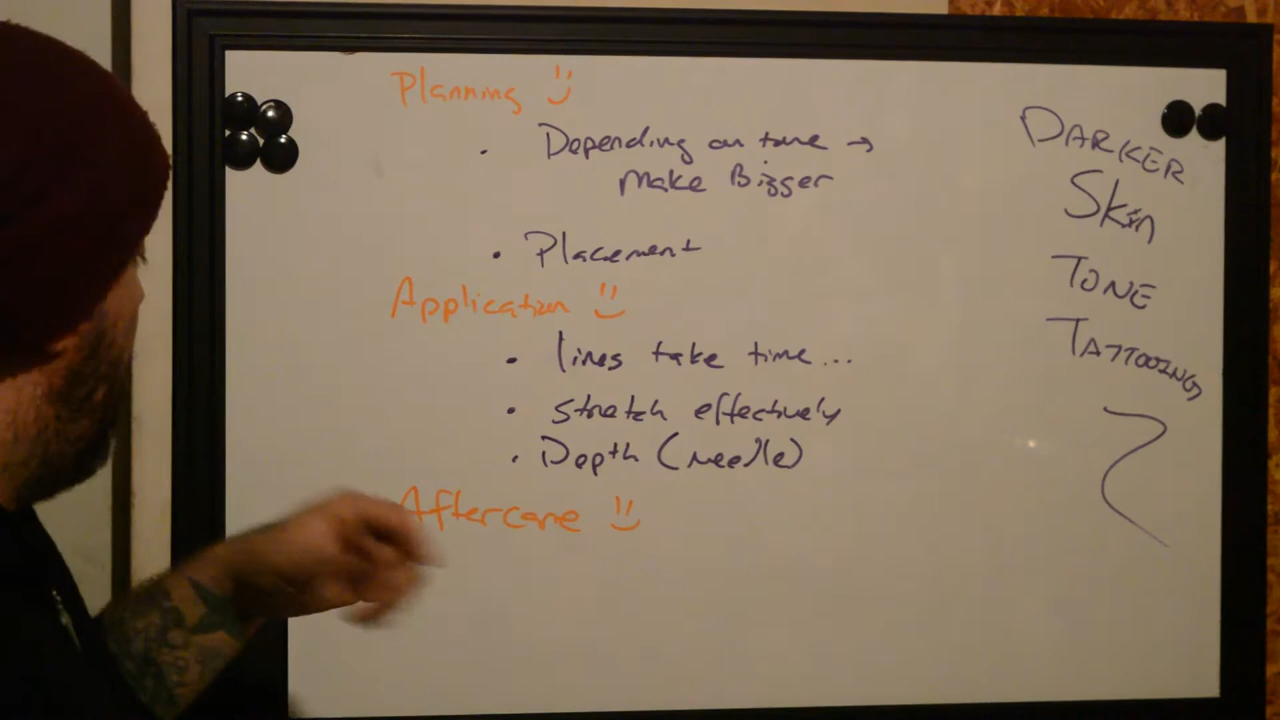 Planning
Depending on tone →
Make Bigger
Placement
Application
lines take time...
stretch effectively
Depth (needle)
Aftercare
DARKER
Skin
TONE
TATTOOING